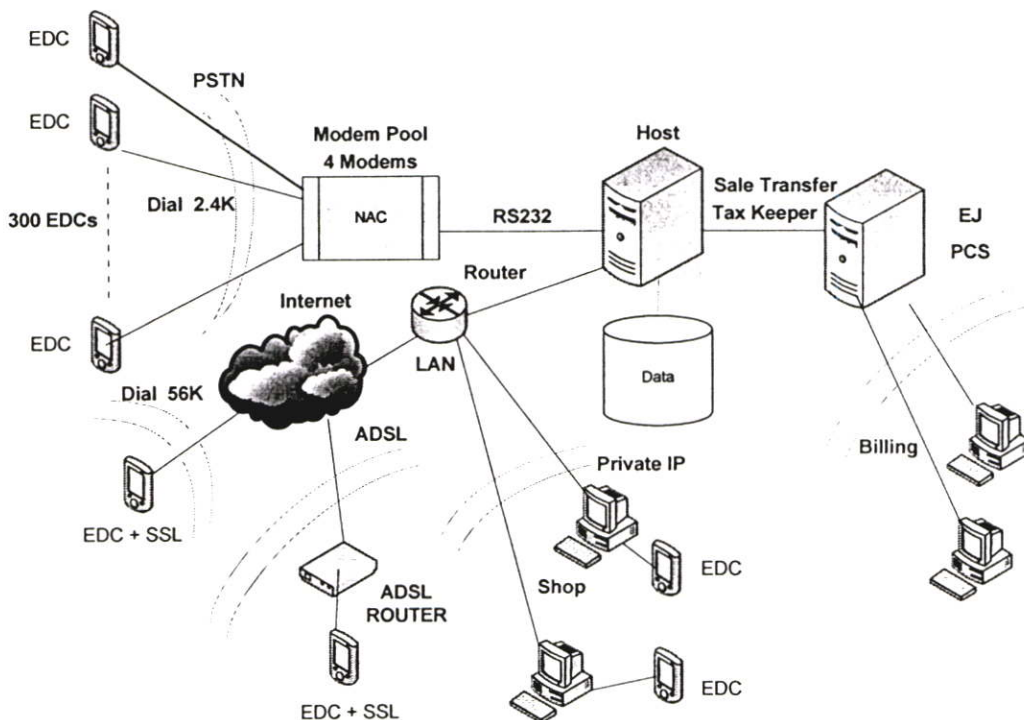 EDC
PSTN
EDC
Modem Pool
4 Modems
Host
300 EDCs
Dial 2.4K
NAC
RS232
Sale Transfer
Tax Keeper
EJ
PCS
Router
Internet
EDC
LAN
Data
Dial 56K
ADSL
Billing
Private IP
EDC + SSL
EDC
Shop
ADSL
ROUTER
EDC
EDC + SSL